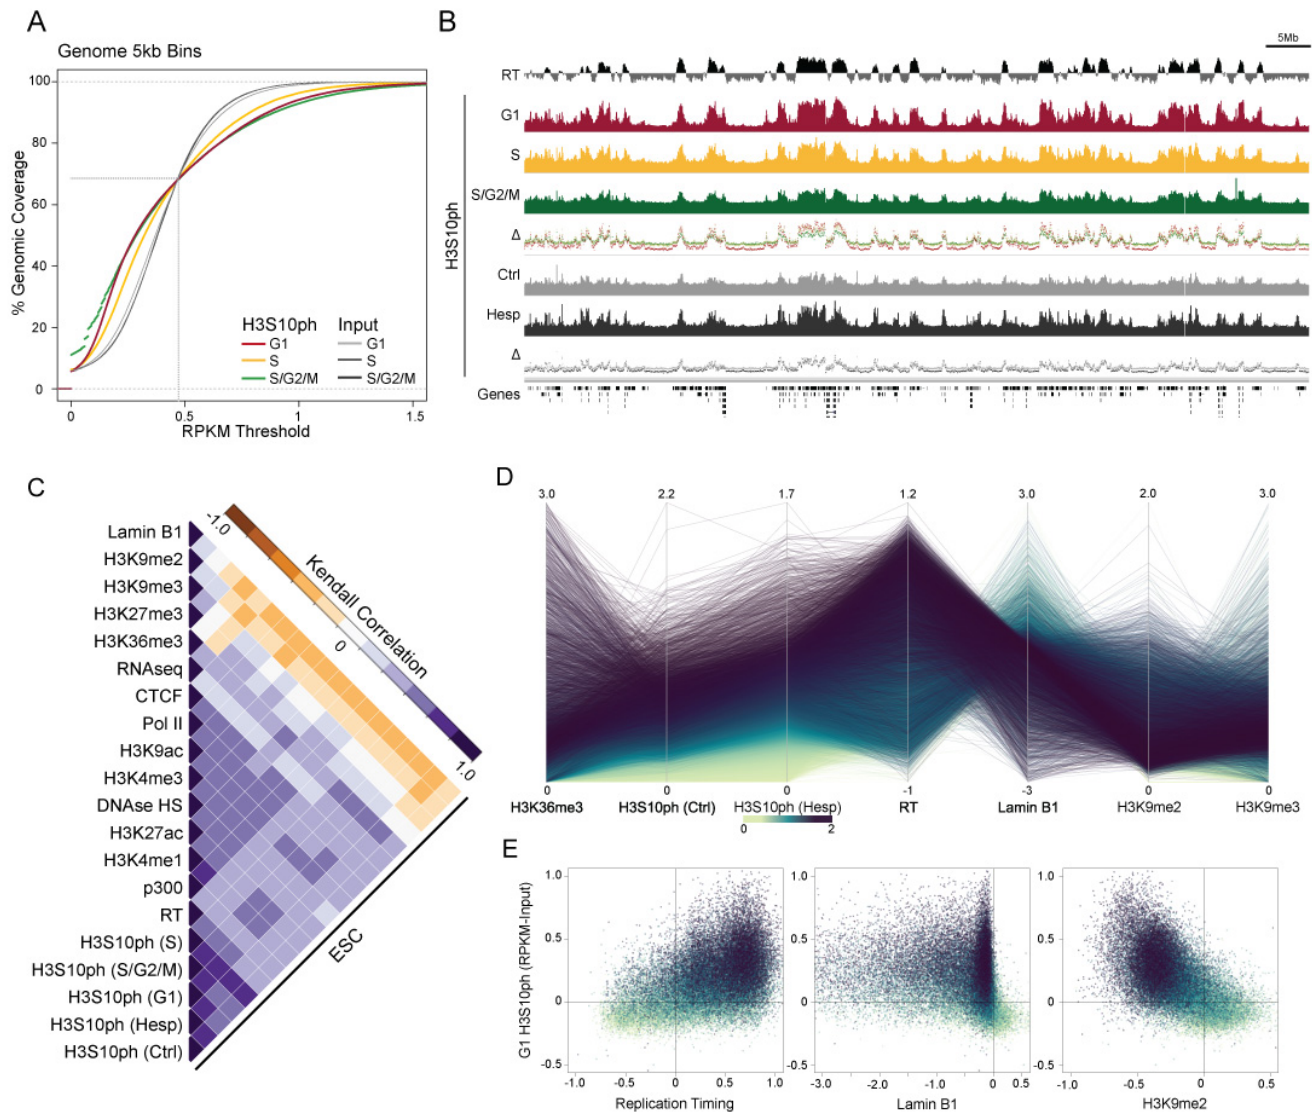 A
Genome 5kb Bins
% Genomic Coverage
100
80
60
40
20
0
0
0.5
1
1.5
RPKM Threshold
H3S10ph
G1
S
S/G2/M
Input
G1
S
S/G2/M
B
5Mb
RT
H3S10ph
G1
S
S/G2/M
Δ
Ctrl
Hesp
Δ
Genes
C
Lamin B1
H3K9me2
H3K9me3
H3K27me3
H3K36me3
RNAseq
CTCF
Pol II
H3K9ac
H3K4me3
DNAse HS
H3K27ac
H3K4me1
p300
RT
H3S10ph (S)
H3S10ph (S/G2/M)
H3S10ph (G1)
H3S10ph (Hesp)
H3S10ph (Ctrl)
-1.0
Kendall Correlation
0
1.0
ESC
D
3.0 2.2 1.7 1.2 3.0 2.0 3.0
0 0 0 -1 -3 0 0
H3K36me3 H3S10ph (Ctrl) H3S10ph (Hesp) RT Lamin B1 H3K9me2 H3K9me3
0 2
E
G1 H3S10ph (RPKM-Input)
1.0
0.5
0
-0.5
-1.0 -0.5 0 0.5 1.0
Replication Timing
1.0
0.5
0
-0.5
-3.0 -2.0 -1.0 0 0.5
Lamin B1
1.0
0.5
0
-0.5
-1.0 -0.5 0 0.5
H3K9me2